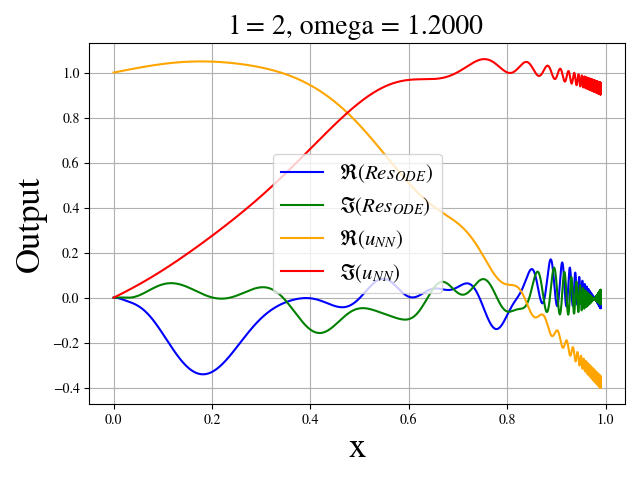 l = 2, omega = 1.2000
Output
1.0
0.8
0.6
0.4
0.2
0.0
−0.2
−0.4
ℜ(Res_ODE)
ℑ(Res_ODE)
ℜ(u_NN)
ℑ(u_NN)
0.0 0.2 0.4 0.6 0.8 1.0
x